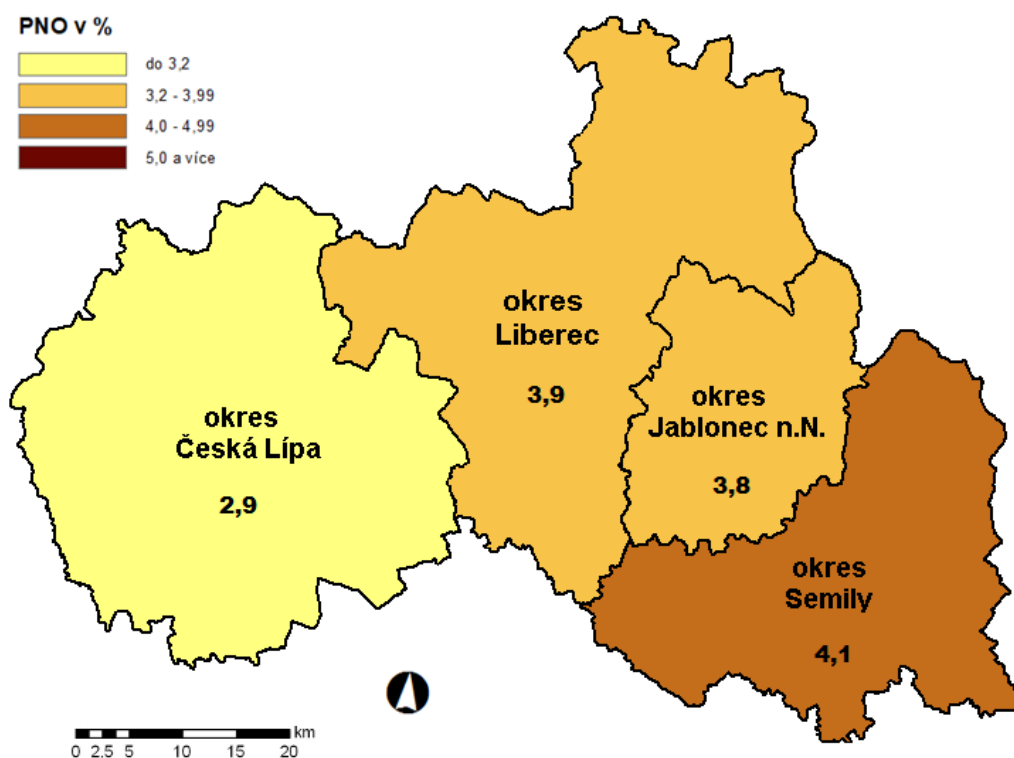 PNO v %
do 3,2
3,2 - 3,99
4,0 - 4,99
5,0 a více
okres
Liberec
3,9
okres
Jablonec n.N.
3,8
okres
Česká Lípa
2,9
okres
Semily
4,1
km
0 2.5 5 10 15 20